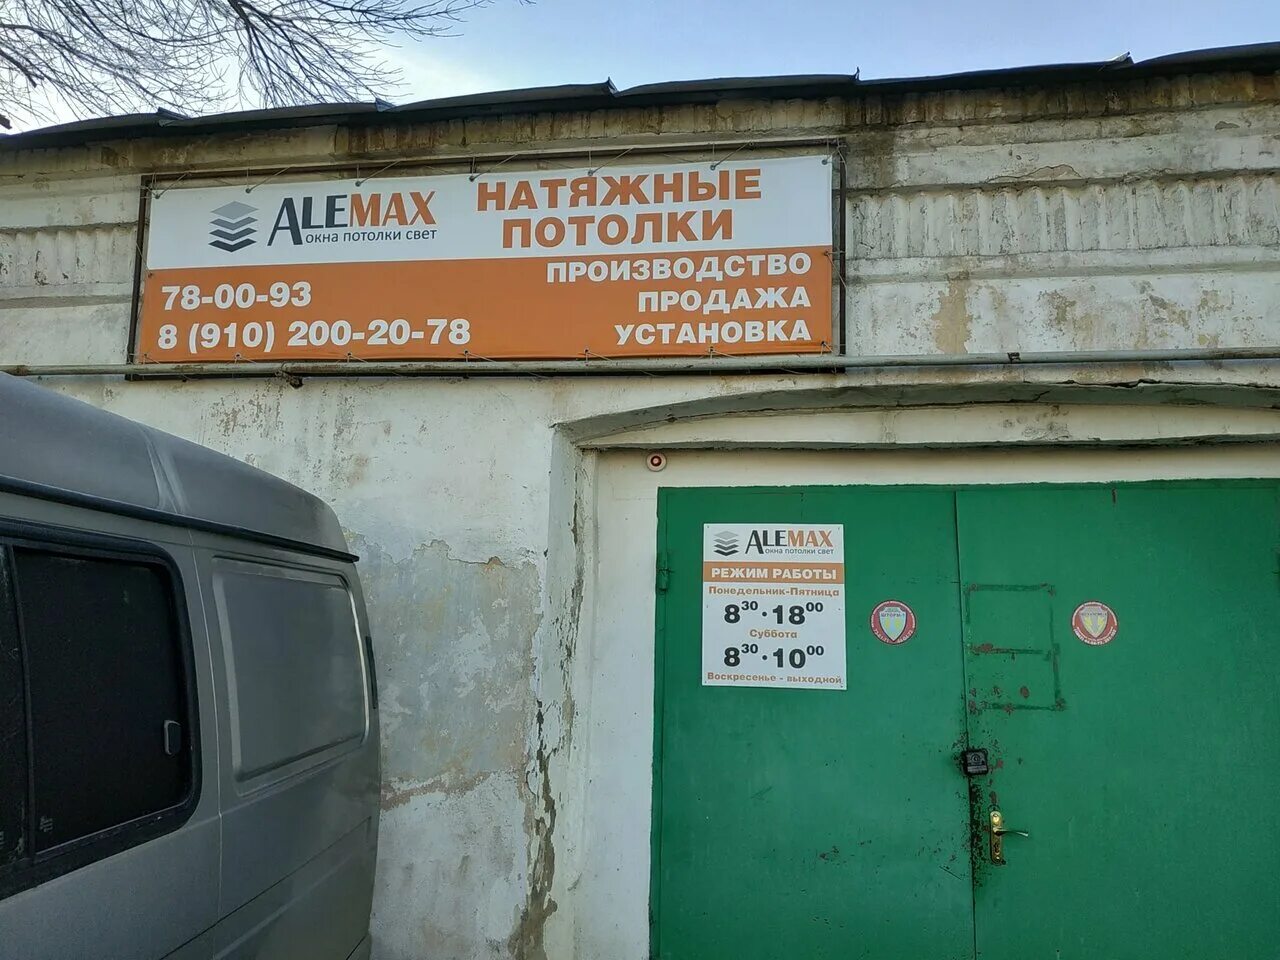 ALEMAX
окна потолки свет
НАТЯЖНЫЕ
ПОТОЛКИ
78-00-93
8 (910) 200-20-78
ПРОИЗВОДСТВО
ПРОДАЖА
УСТАНОВКА
ALEMAX
окна потолки свет
РЕЖИМ РАБОТЫ
Понедельник-Пятница
8³⁰·18⁰⁰
Суббота
8³⁰·10⁰⁰
Воскресенье - выходной
ШТОРМ